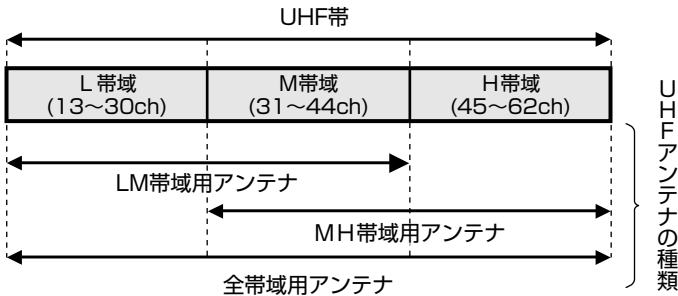 UHF帯
L 帯域
(13～30ch)
M帯域
(31～44ch)
H帯域
(45～62ch)
LM帯域用アンテナ
MH帯域用アンテナ
全帯域用アンテナ
UHFアンテナの種類